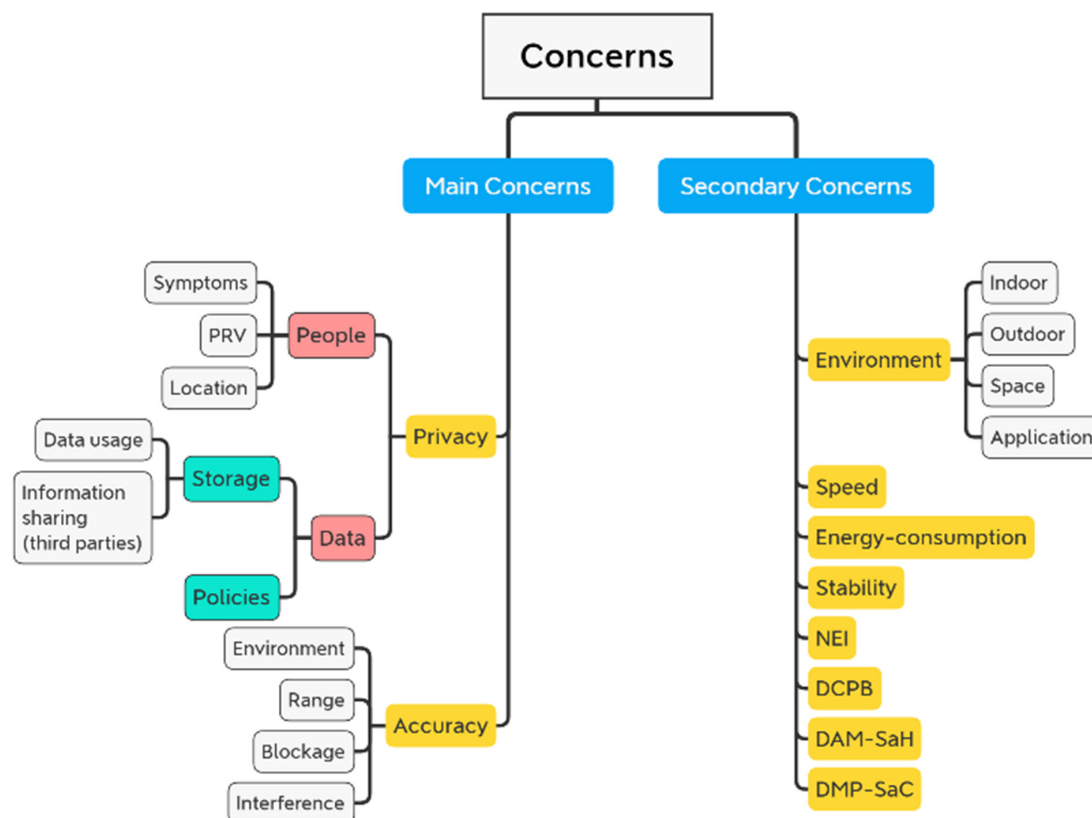 Concerns
Main Concerns
Secondary Concerns
Symptoms
PRV
Location
People
Data usage
Information
sharing
(third parties)
Storage
Policies
Data
Privacy
Environment
Range
Blockage
Interference
Accuracy
Environment
Indoor
Outdoor
Space
Application
Speed
Energy-consumption
Stability
NEI
DCPB
DAM-SaH
DMP-SaC